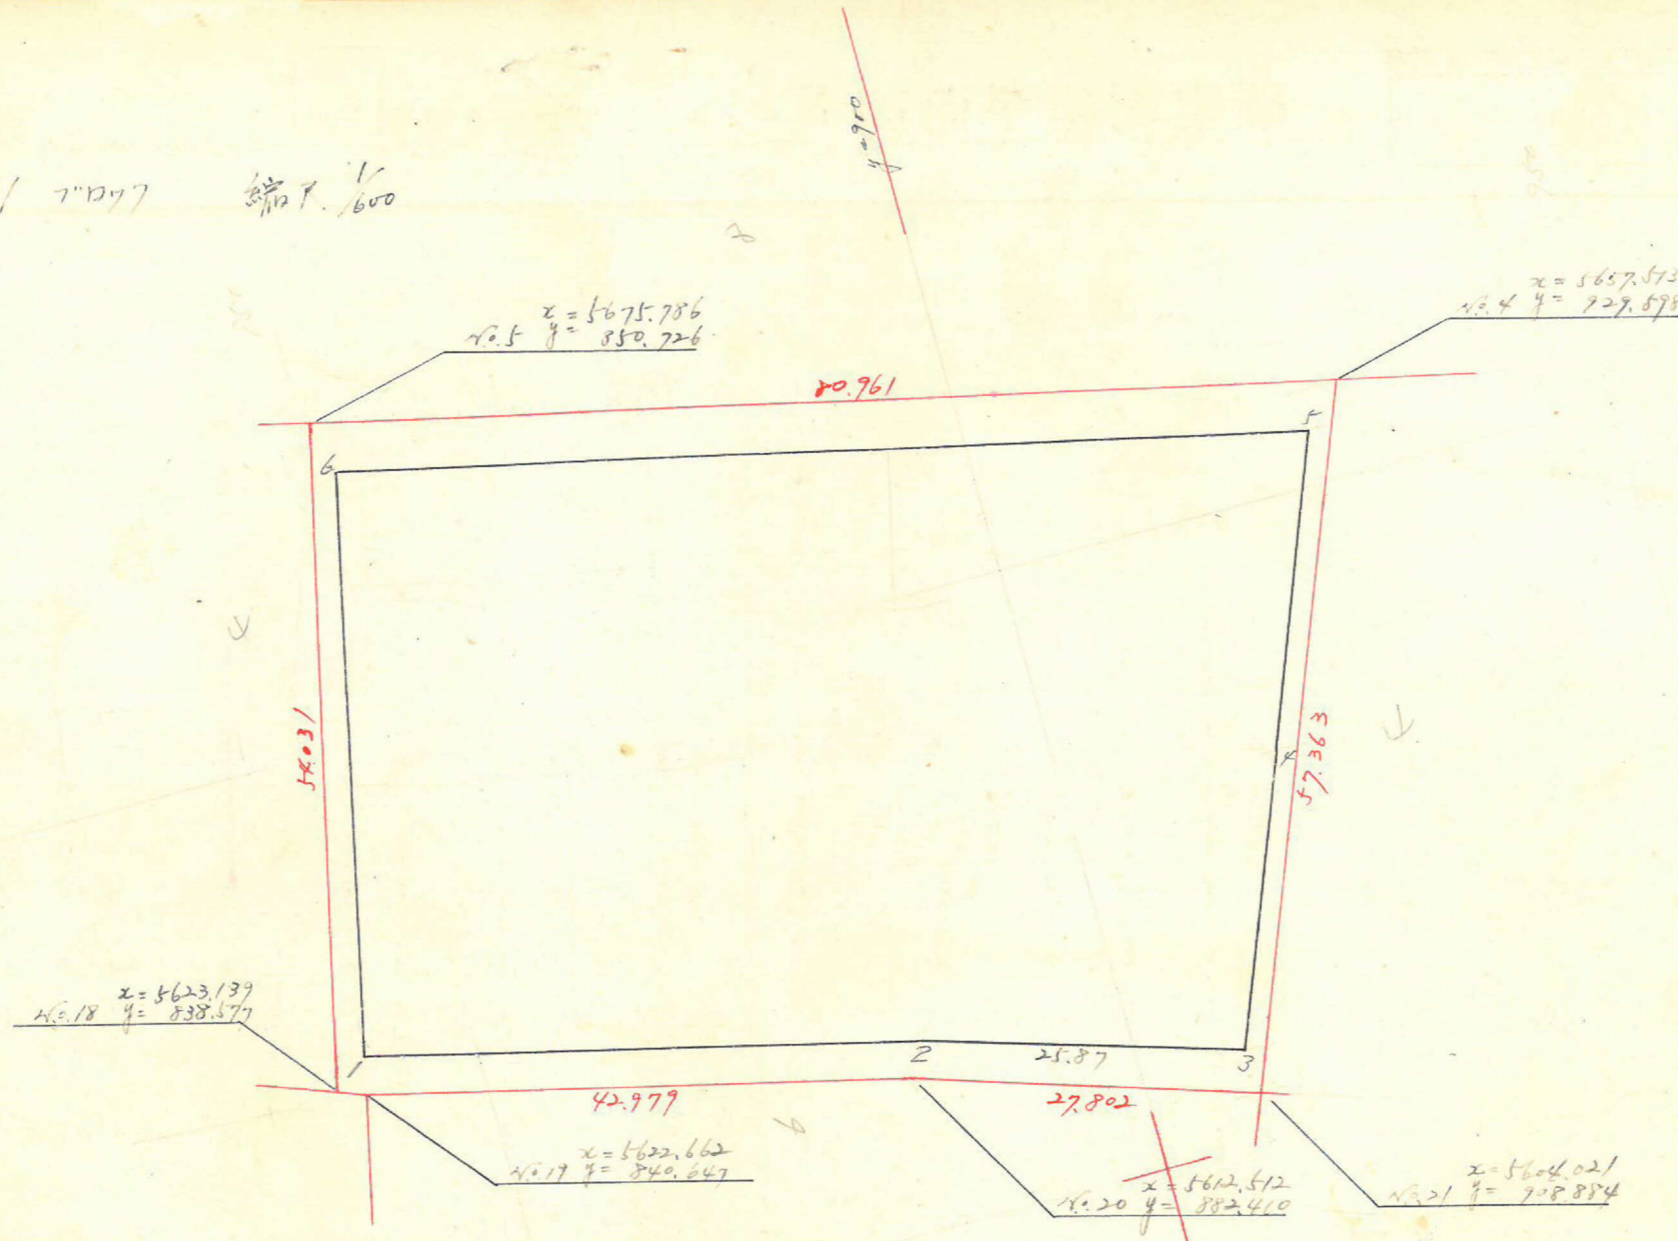 y=900
1 ブロック 縮尺. 1/600
x=5657.513
No.4 y= 929.598
x=5675.786
No.5 y= 850.726
80.961
5
6
54.031
4
57.363
x=5623.139
No.18 y= 838.577
1
2
25.87
3
42.979
27.802
x=5622.662
No.19 y= 840.647
x=5612.512
No.20 y= 882.410
x=5604.021
No.21 y= 908.884